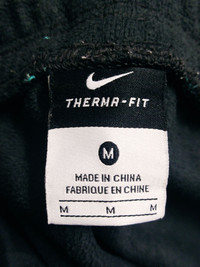 THERMA-FIT
M
MADE IN CHINA
FABRIQUE EN CHINE
M M M